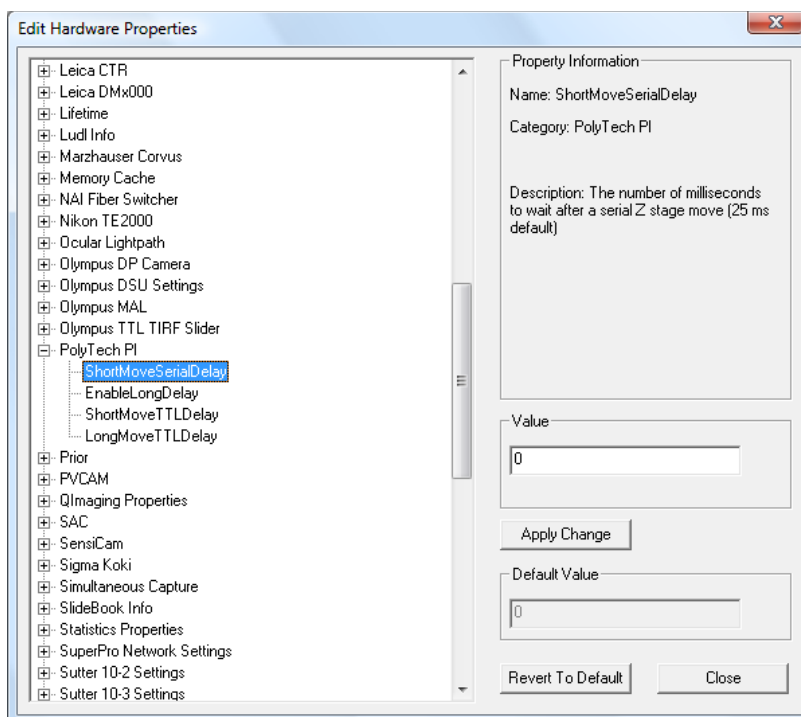 Edit Hardware Properties
Leica CTR
Leica DMx000
Lifetime
Ludl Info
Marzhauser Corvus
Memory Cache
NAI Fiber Switcher
Nikon TE2000
Ocular Lightpath
Olympus DP Camera
Olympus DSU Settings
Olympus MAL
Olympus TTL TIRF Slider
PolyTech PI
ShortMoveSerialDelay
EnableLongDelay
ShortMoveTTLDelay
LongMoveTTLDelay
Prior
PVCAM
QImaging Properties
SAC
SensiCam
Sigma Koki
Simultaneous Capture
SlideBook Info
Statistics Properties
SuperPro Network Settings
Sutter 10-2 Settings
Sutter 10-3 Settings
Property Information
Name: ShortMoveSerialDelay
Category: PolyTech PI
Description: The number of milliseconds
to wait after a serial Z stage move (25 ms
default)
Value
0
Apply Change
Default Value
0
Revert To Default
Close